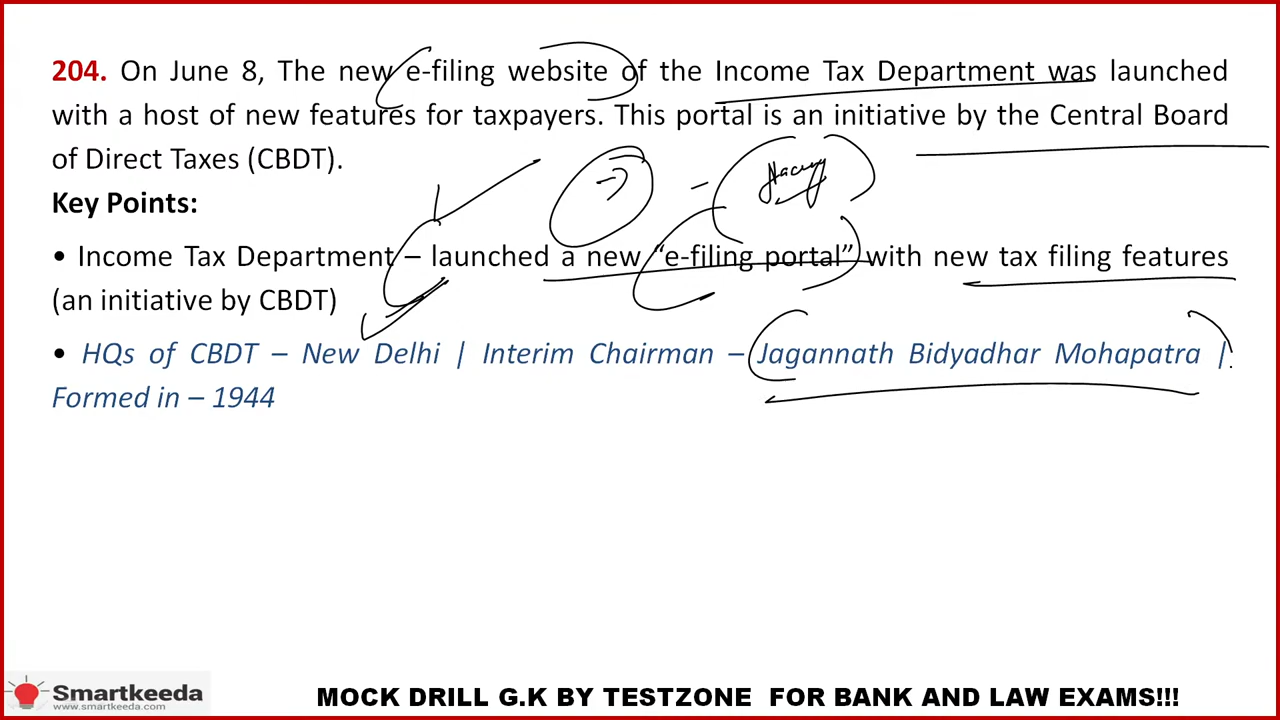 204. On June 8, The new e-filing website of the Income Tax Department was launched
with a host of new features for taxpayers. This portal is an initiative by the Central Board
of Direct Taxes (CBDT).
Key Points:
• Income Tax Department – launched a new “e-filing portal” with new tax filing features
(an initiative by CBDT)
• HQs of CBDT – New Delhi | Interim Chairman – Jagannath Bidyadhar Mohapatra |
Formed in – 1944
Smartkeeda
www.smartkeeda.com
MOCK DRILL G.K BY TESTZONE FOR BANK AND LAW EXAMS!!!